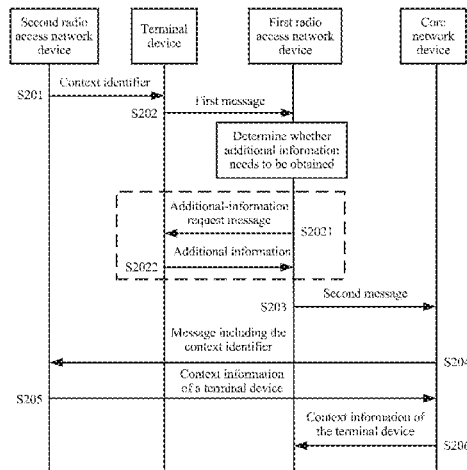 Second radio
access network
device
Terminal
device
First radio
access network
device
Core
network
device
Context identifier
S201
First message
S202
Determine whether
additional information
needs to be obtained
Additional-information
request message
S2021
Additional information
S2022
Second message
S203
Message including the
context identifier
S204
Context information
of a terminal device
S205
Context information of
the terminal device
S206